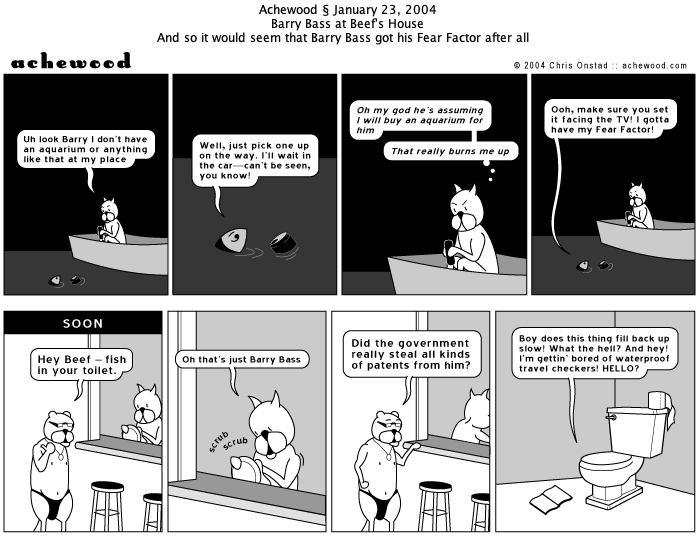 Achewood § January 23, 2004
Barry Bass at Beef's House
And so it would seem that Barry Bass got his Fear Factor after all
achewood
© 2004 Chris Onstad :: achewood.com
Uh look Barry I don't have
an aquarium or anything
like that at my place
Well, just pick one up
on the way. I'll wait in
the car—can't be seen,
you know!
Oh my god he's assuming
I will buy an aquarium for
him
That really burns me up
Ooh, make sure you set
it facing the TV! I gotta
have my Fear Factor!
SOON
Hey Beef — fish
in your toilet.
Oh that's just Barry Bass
scrub
scrub
Did the government
really steal all kinds
of patents from him?
Boy does this thing fill back up
slow! What the hell? And hey!
I'm gettin' bored of waterproof
travel checkers! HELLO?